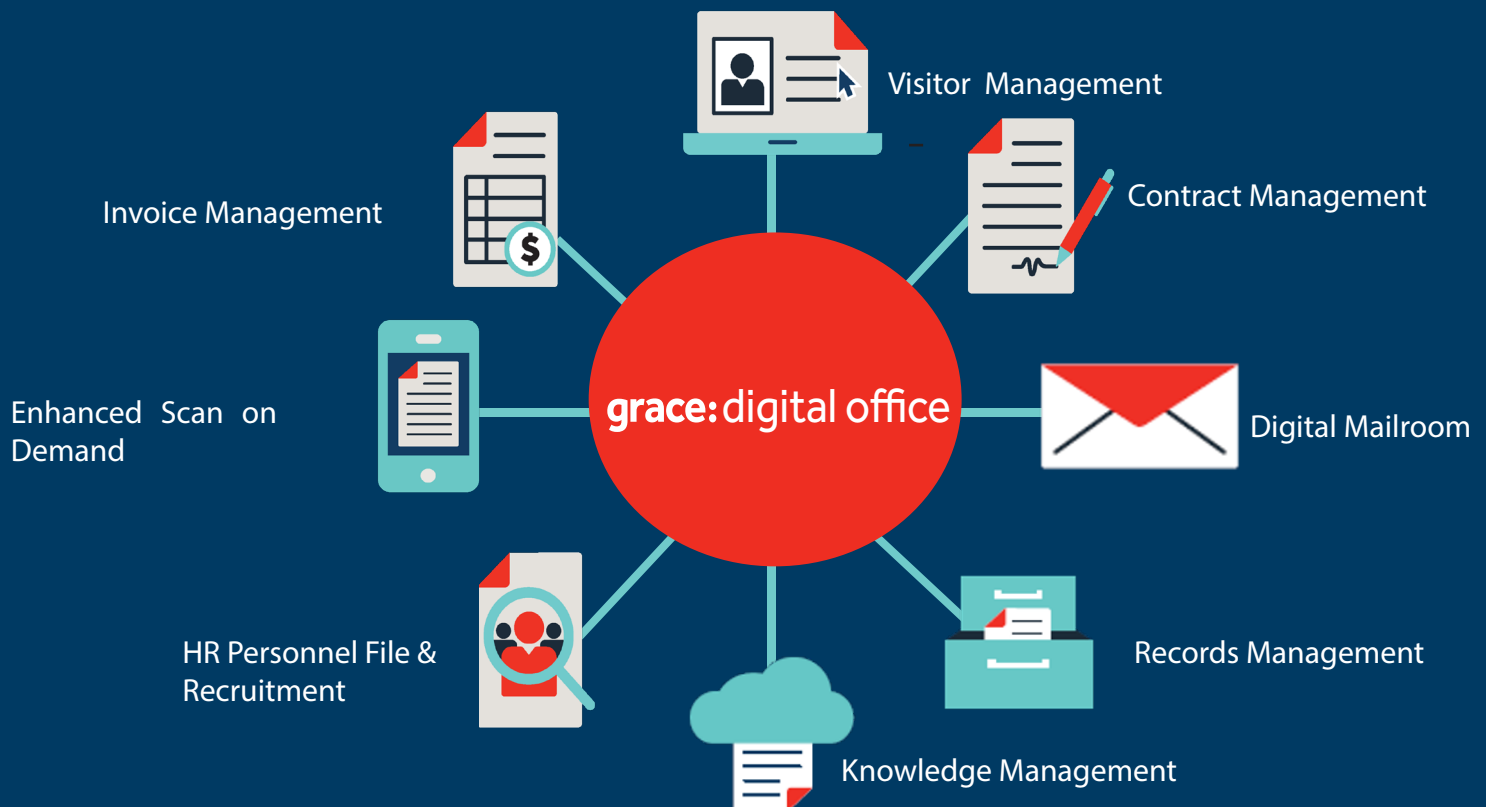 Visitor Management
Contract Management
Invoice Management
$
grace: digital office
Enhanced Scan on
Demand
Digital Mailroom
HR Personnel File &
Recruitment
Records Management
Knowledge Management